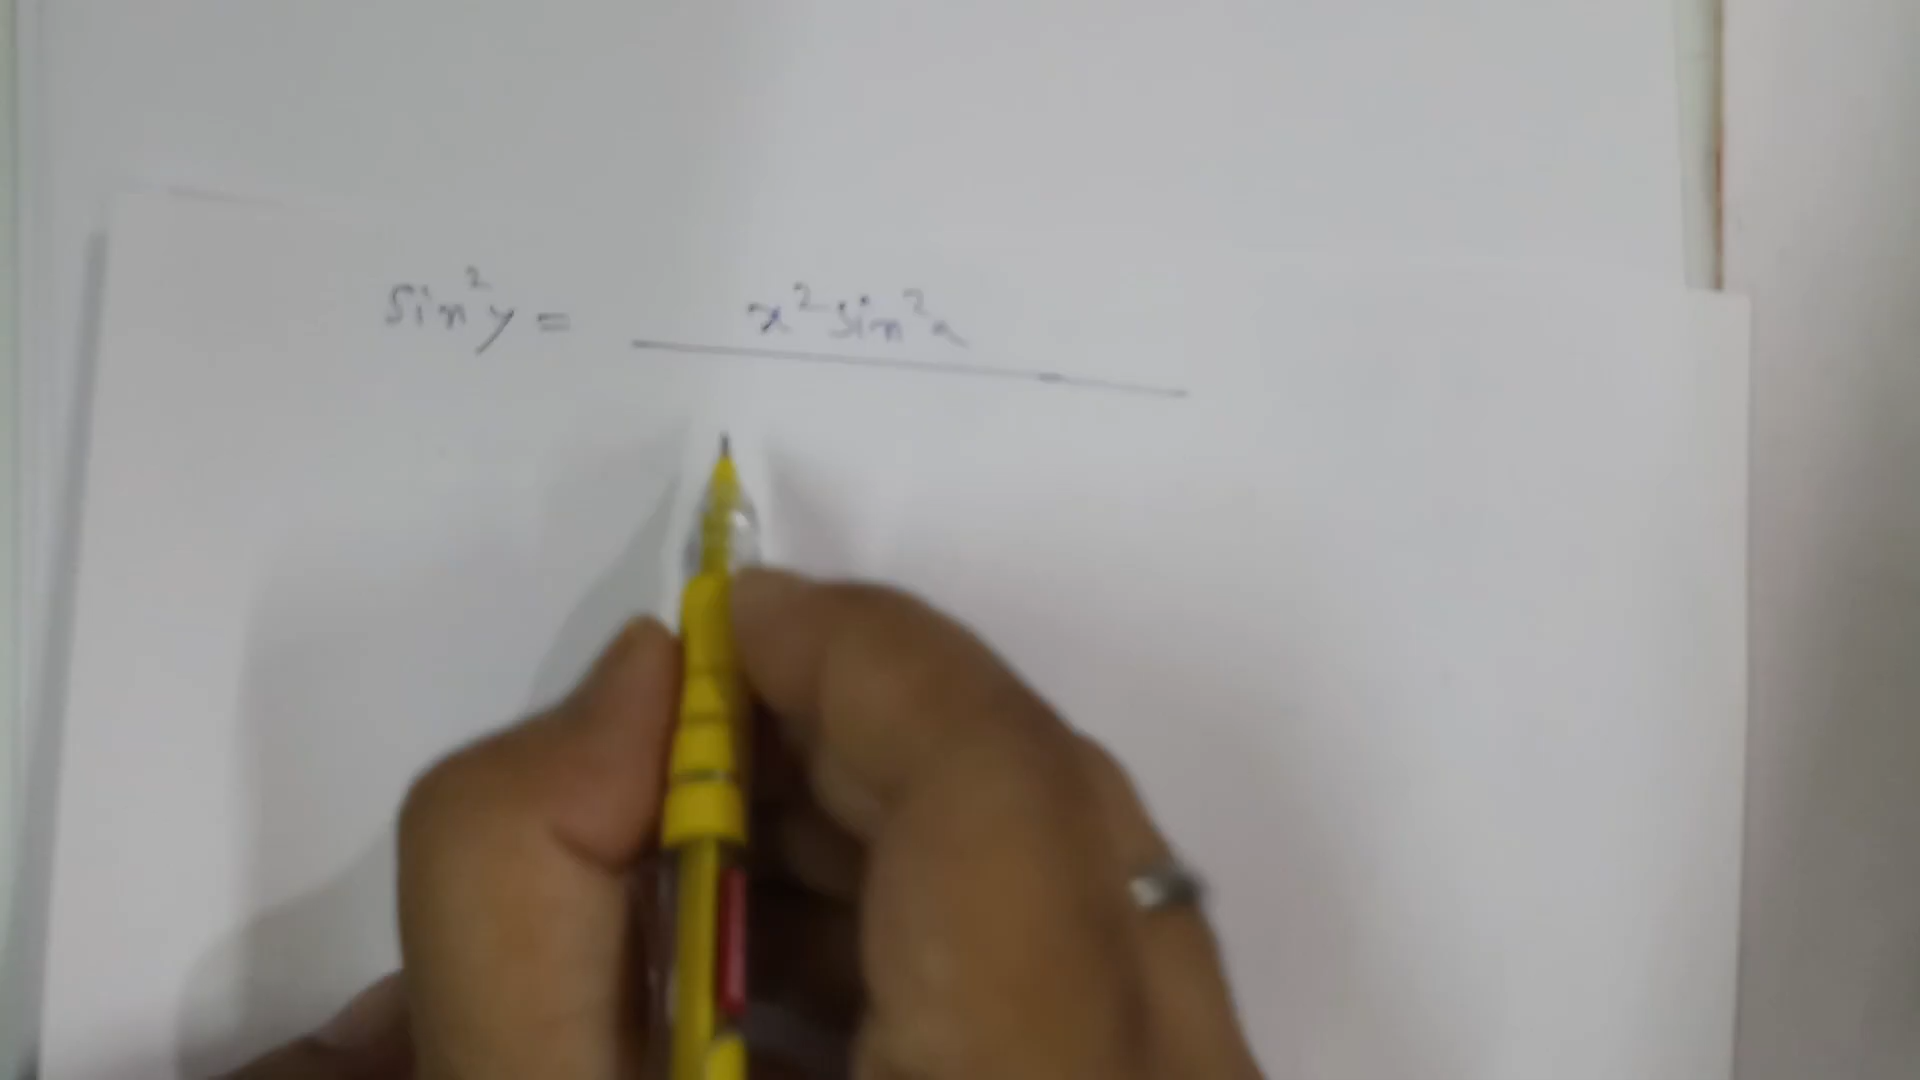 sin²y = x² sin²a